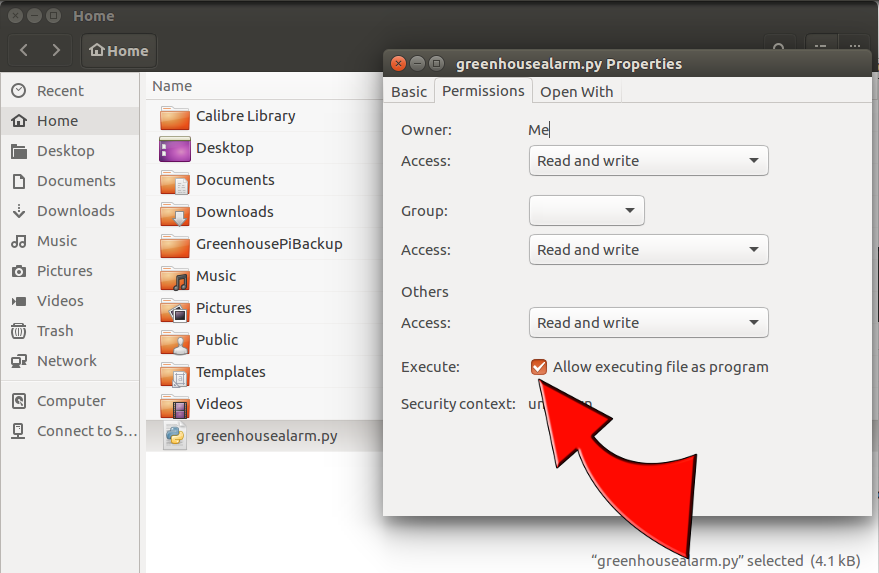 Home
Home
Recent
Home
Desktop
Documents
Downloads
Music
Pictures
Videos
Trash
Network
Computer
Connect to S...
Name
Calibre Library
Desktop
Documents
Downloads
GreenhousePiBackup
Music
Pictures
Public
Templates
Videos
greenhousealarm.py
greenhousealarm.py Properties
Basic Permissions Open With
Owner: Me
Access: Read and write
Group:
Access: Read and write
Others
Access: Read and write
Execute: Allow executing file as program
Security context:
“greenhousealarm.py” selected (4.1 kB)